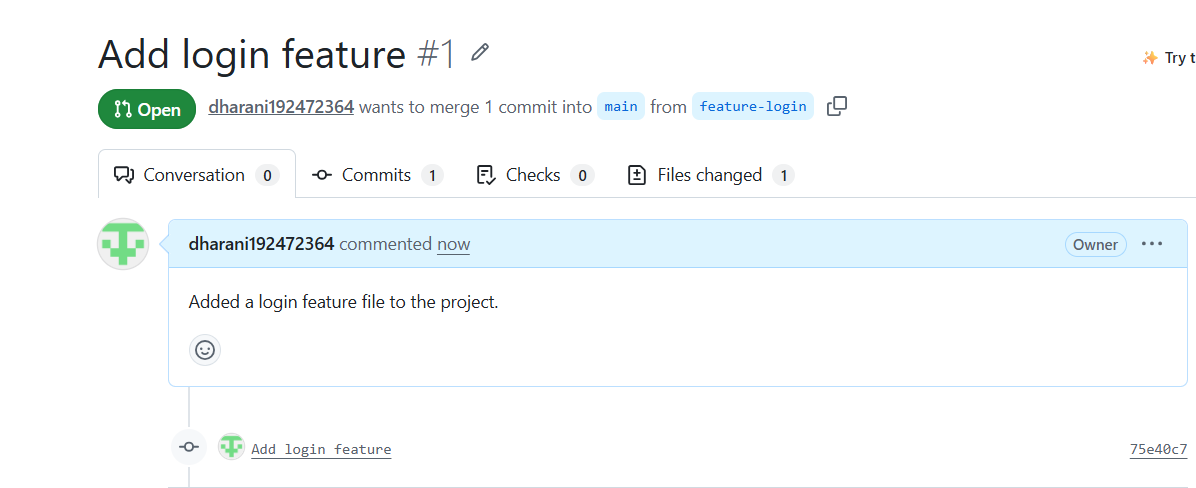 Add login feature #1
Try t
Open dharani192472364 wants to merge 1 commit into main from feature-login
Conversation 0 Commits 1 Checks 0 Files changed 1
dharani192472364 commented now Owner
Added a login feature file to the project.
Add login feature 75e40c7